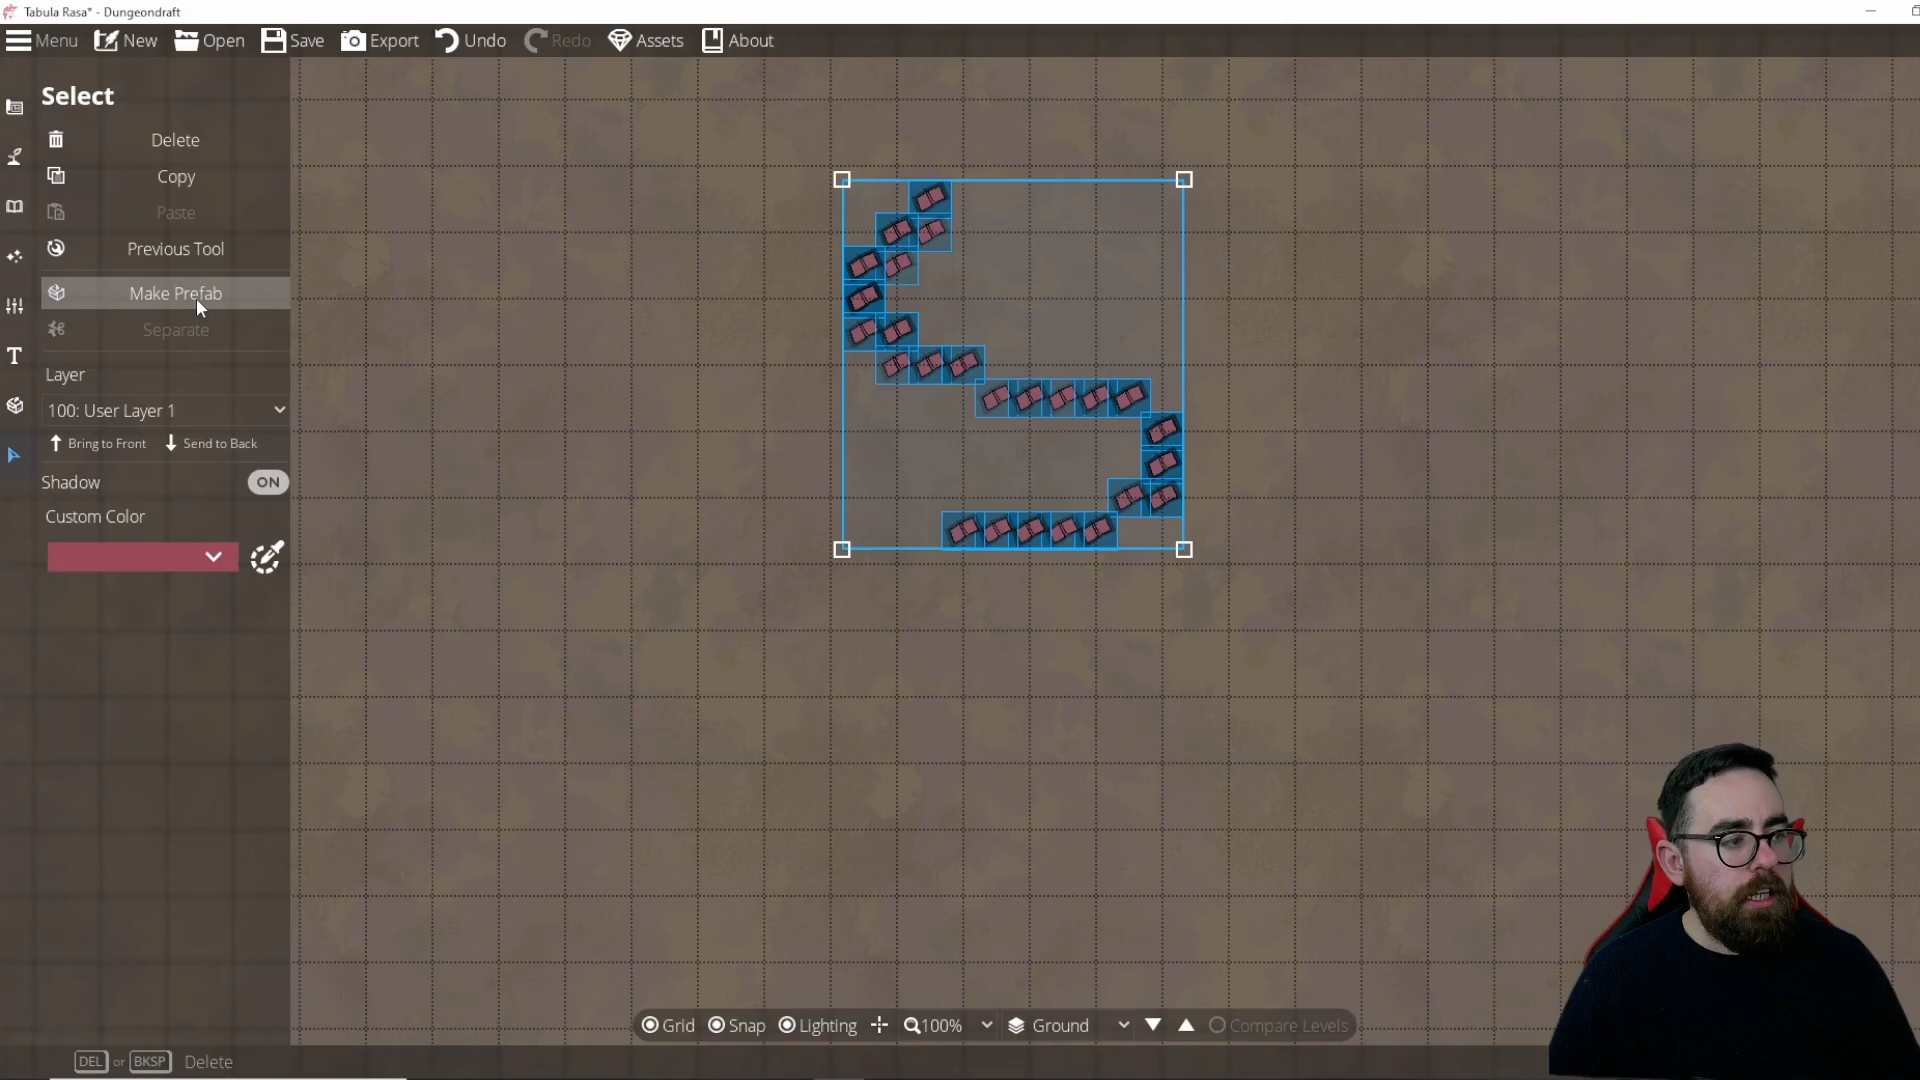 Tabula Rasa* - Dungeondraft
Menu New Open Save Export Undo Redo Assets About
Select
Delete
Copy
Paste
Previous Tool
Make Prefab
Separate
Layer
100: User Layer 1
Bring to Front Send to Back
Shadow ON
Custom Color
Grid Snap Lighting 100% Ground Compare Levels
DEL or BKSP Delete